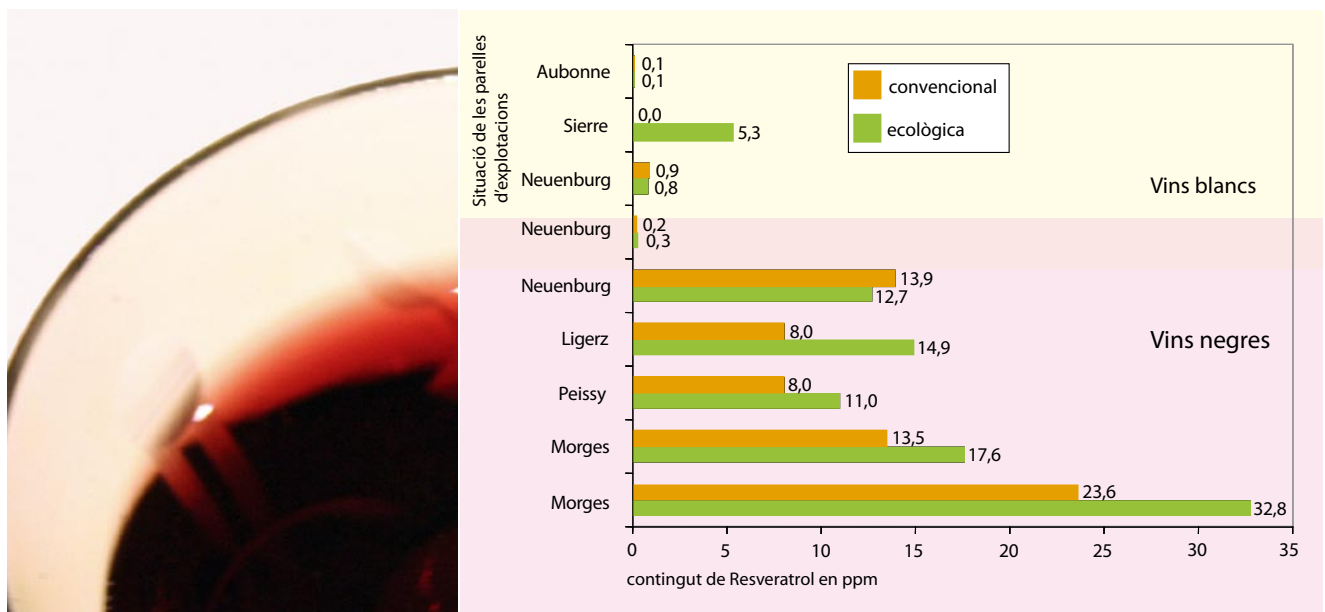 Situació de les parelles
d'explotacions
Aubonne
0,1
0,1
Sierre
0,0
5,3
Neuenburg
0,9
0,8
Neuenburg
0,2
0,3
Neuenburg
13,9
12,7
Ligerz
8,0
14,9
Peissy
8,0
11,0
Morges
13,5
17,6
Morges
23,6
32,8
convencional
ecològica
Vins blancs
Vins negres
0 5 10 15 20 25 30 35
contingut de Resveratrol en ppm